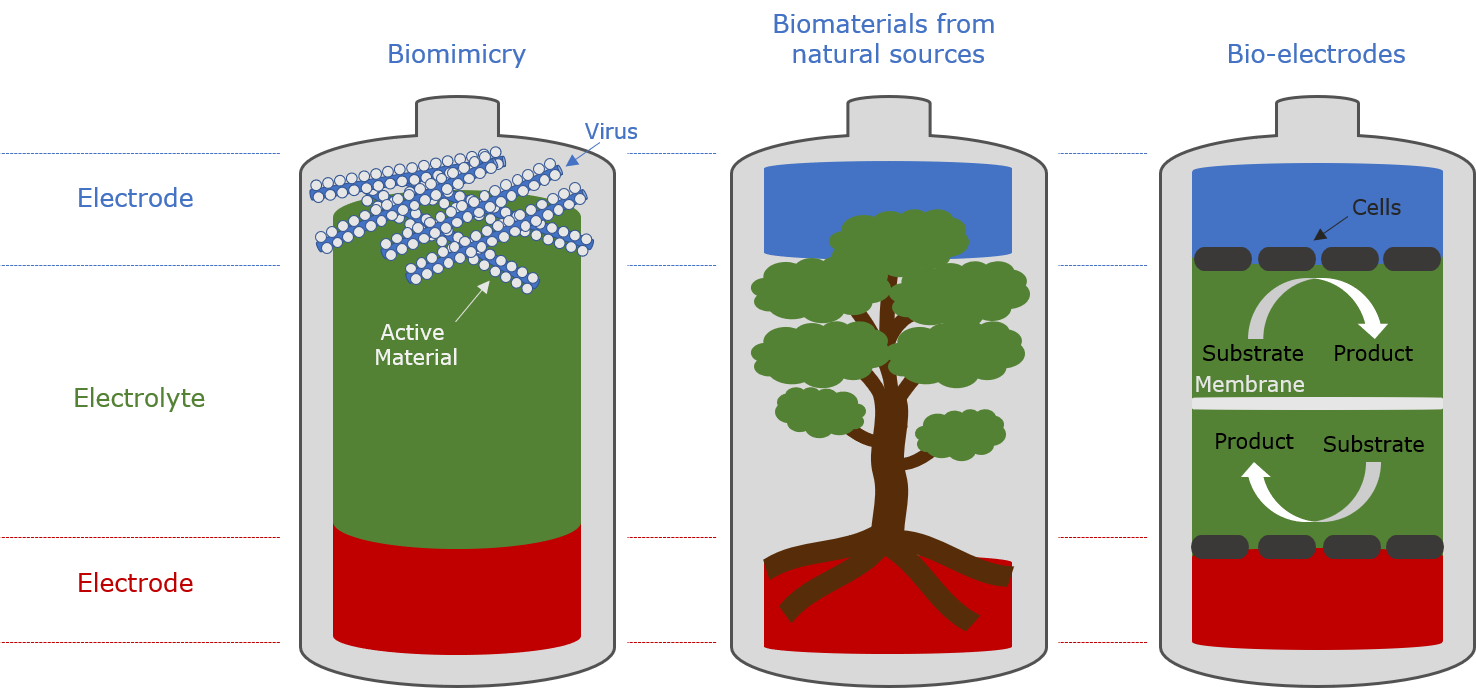 Biomimicry
Biomaterials from
natural sources
Bio-electrodes
Virus
Electrode
Cells
Active
Material
Substrate
Product
Membrane
Electrolyte
Product
Substrate
Electrode